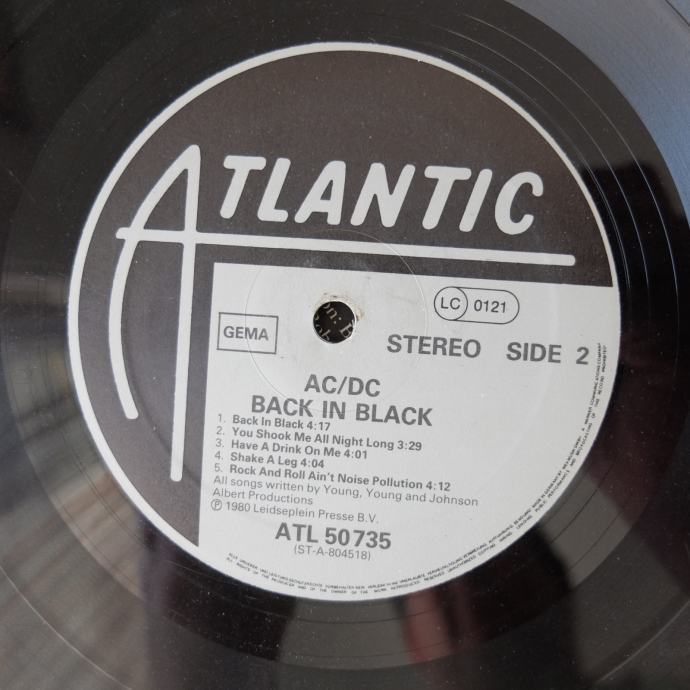 ATLANTIC
LC 0121
GEMA
STEREO SIDE 2
AC/DC
BACK IN BLACK
1. Back In Black 4:17
2. You Shook Me All Night Long 3:29
3. Have A Drink On Me 4:01
4. Shake A Leg 4:04
5. Rock And Roll Ain't Noise Pollution 4:12
All songs written by Young, Young and Johnson
Albert Productions
℗ 1980 Leidseplein Presse B.V.
ATL 50 735
(ST-A-804518)